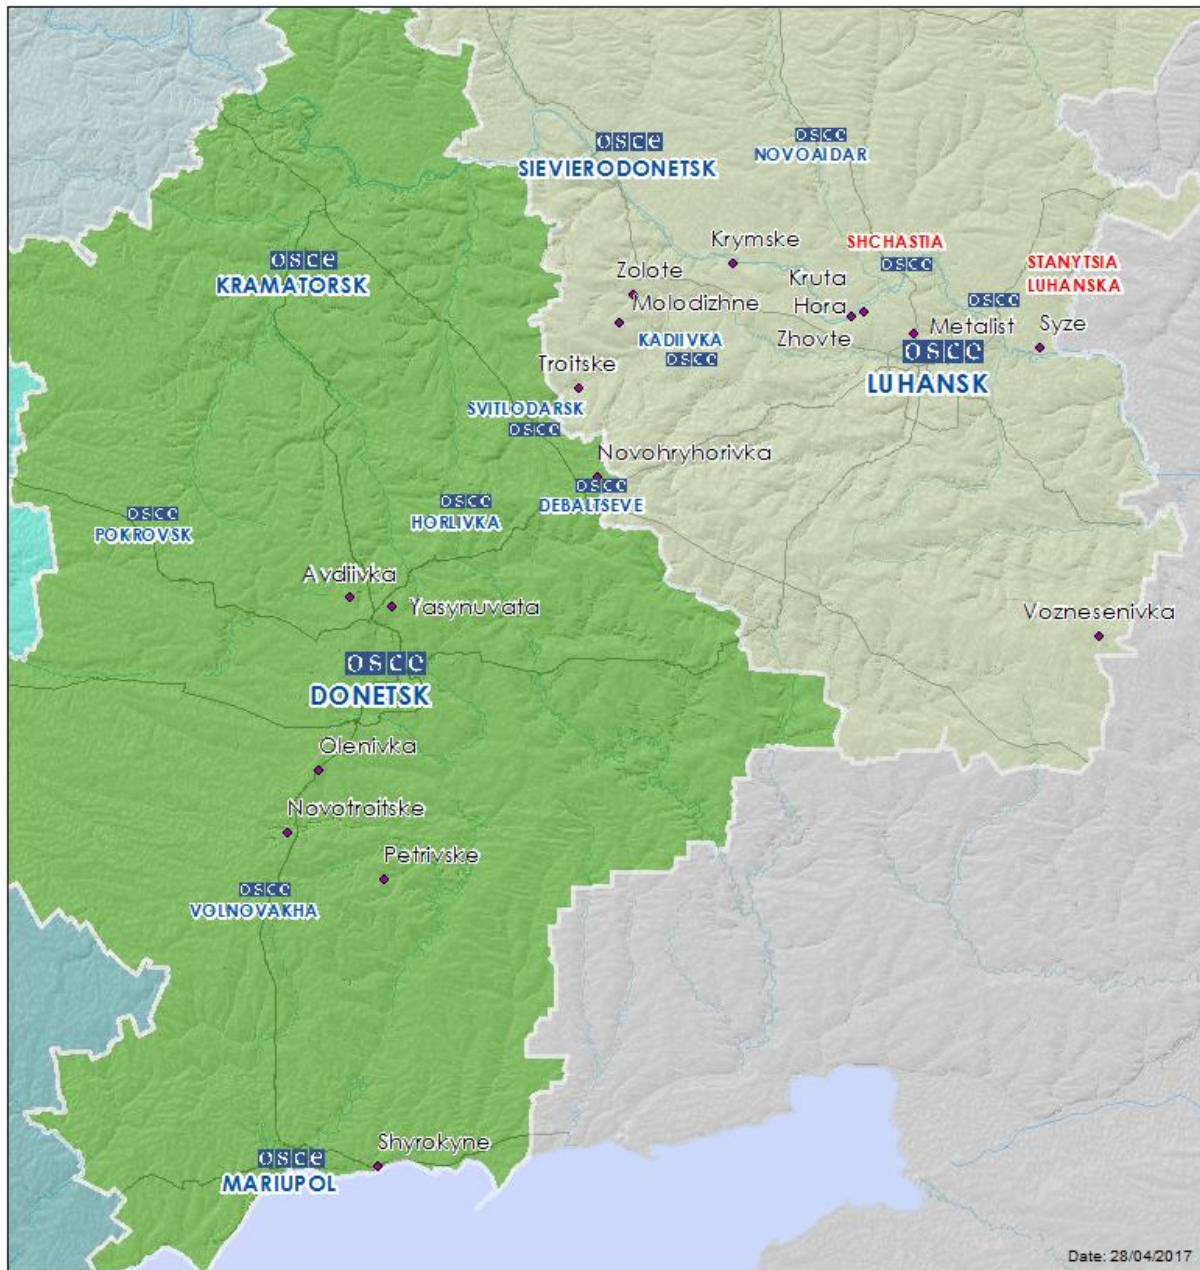 osce
SIEVIERODONETSK
osce
NOVOAIDAR
osce
KRAMATORSK
Krymske
SHCHASTIA
osce
STANYTSIA
LUHANSKA
osce
Zolote
Molodizhne
Kruta
Hora
Zhovte
Metalist
Syze
KADIIVKA
osce
osce
LUHANSK
Troitske
SVITLODARSK
osce
Novohryhorivka
osce
DEBALTSEVE
osce
HORLIVKA
osce
POKROVSK
Avdiivka
Yasynuvata
Voznesenivka
osce
DONETSK
Olenivka
Novotroitske
Petrivske
osce
VOLNOVAKHA
Shyrokyne
osce
MARIUPOL
Date: 28/04/2017